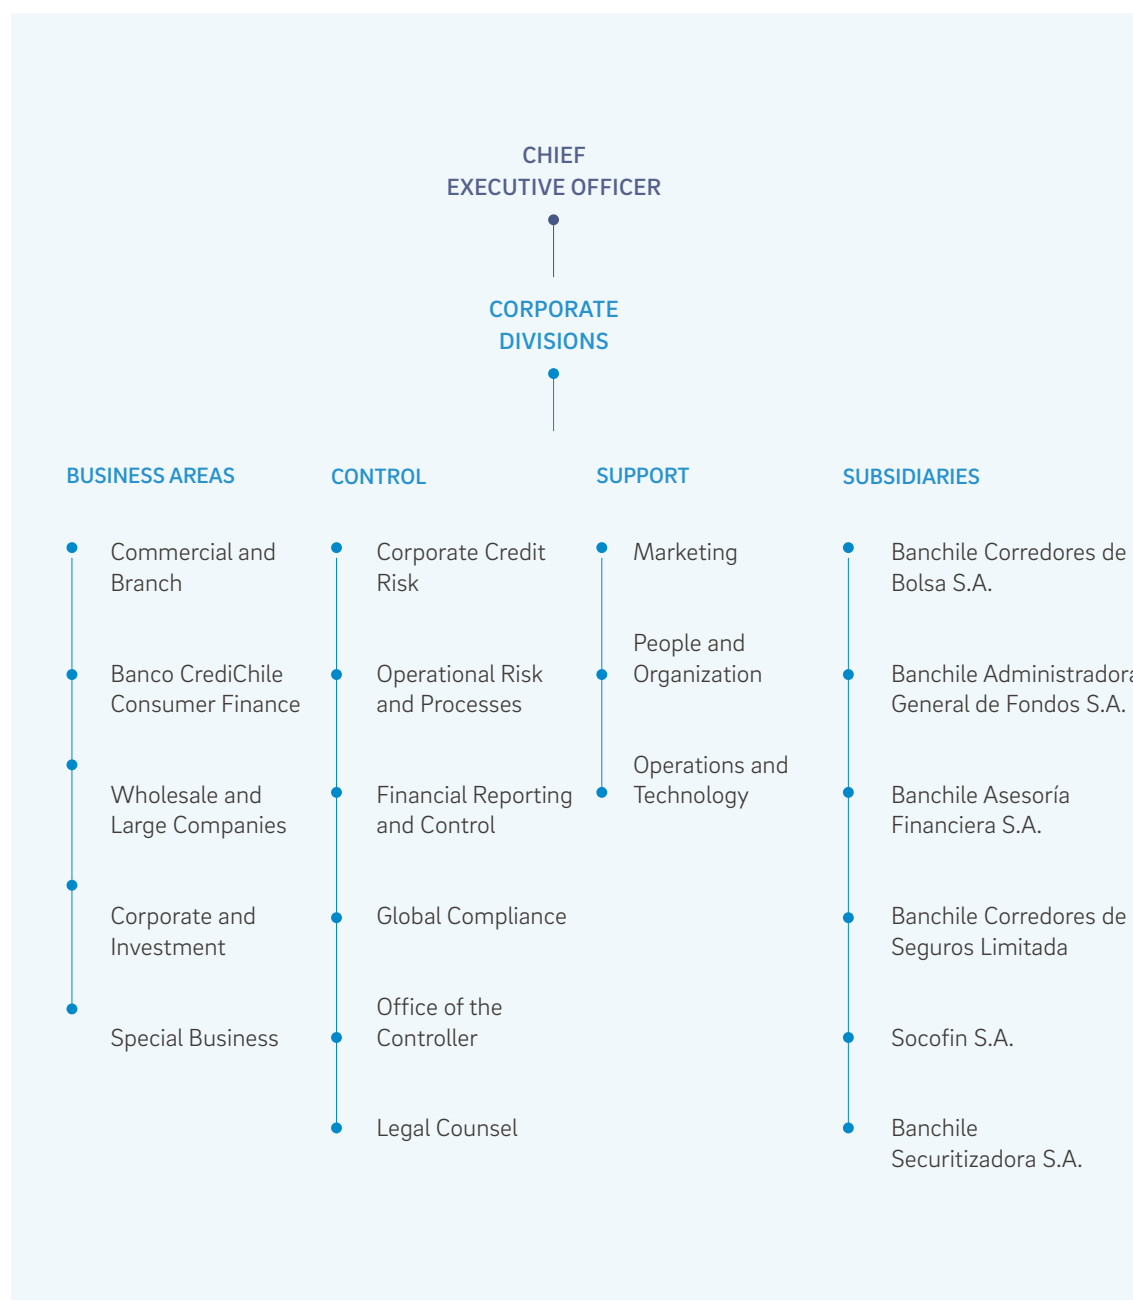 CHIEF
EXECUTIVE OFFICER
CORPORATE
DIVISIONS
BUSINESS AREAS
Commercial and
Branch
Banco CrediChile
Consumer Finance
Wholesale and
Large Companies
Corporate and
Investment
Special Business
CONTROL
Corporate Credit
Risk
Operational Risk
and Processes
Financial Reporting
and Control
Global Compliance
Office of the
Controller
Legal Counsel
SUPPORT
Marketing
People and
Organization
Operations and
Technology
SUBSIDIARIES
Banchile Corredores de
Bolsa S.A.
Banchile Administradora
General de Fondos S.A.
Banchile Asesoría
Financiera S.A.
Banchile Corredores de
Seguros Limitada
Socofin S.A.
Banchile
Securitizadora S.A.